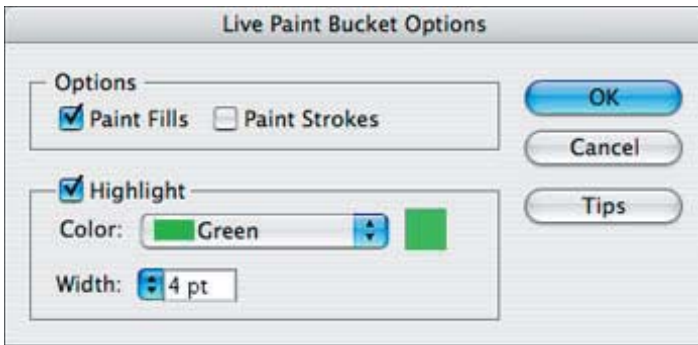 Live Paint Bucket Options
Options
Paint Fills Paint Strokes
Highlight
Color: Green
Width: 4 pt
OK
Cancel
Tips